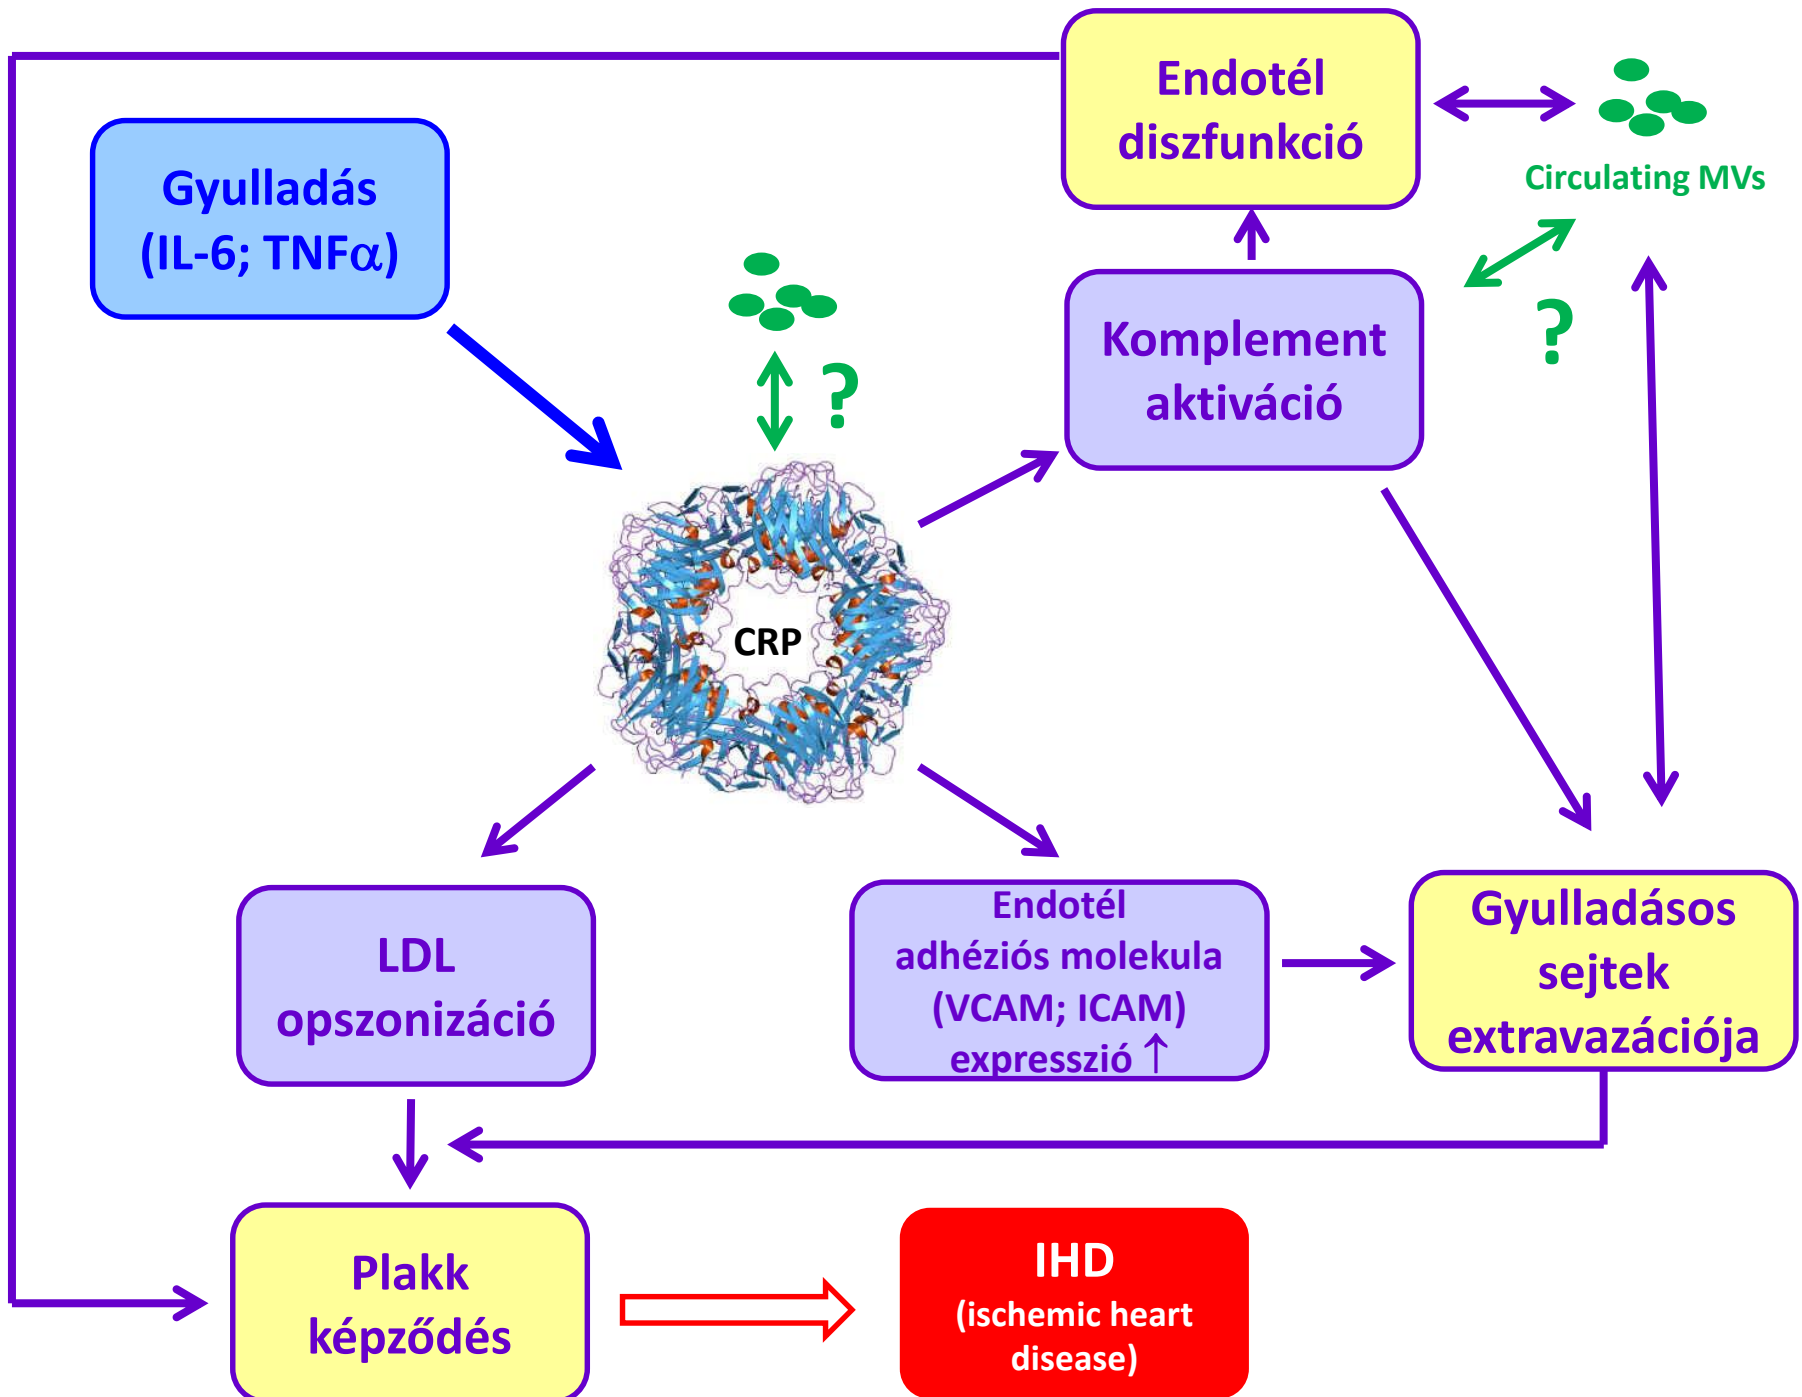 Endotél
diszfunkció
Circulating MVs
Gyulladás
(IL-6; TNFα)
?
Komplement
aktiváció
?
CRP
LDL
opszonizáció
Endotél
adhéziós molekula
(VCAM; ICAM)
expresszió ↑
Gyulladásos
sejtek
extravazációja
Plakk
képződés
IHD
(ischemic heart
disease)